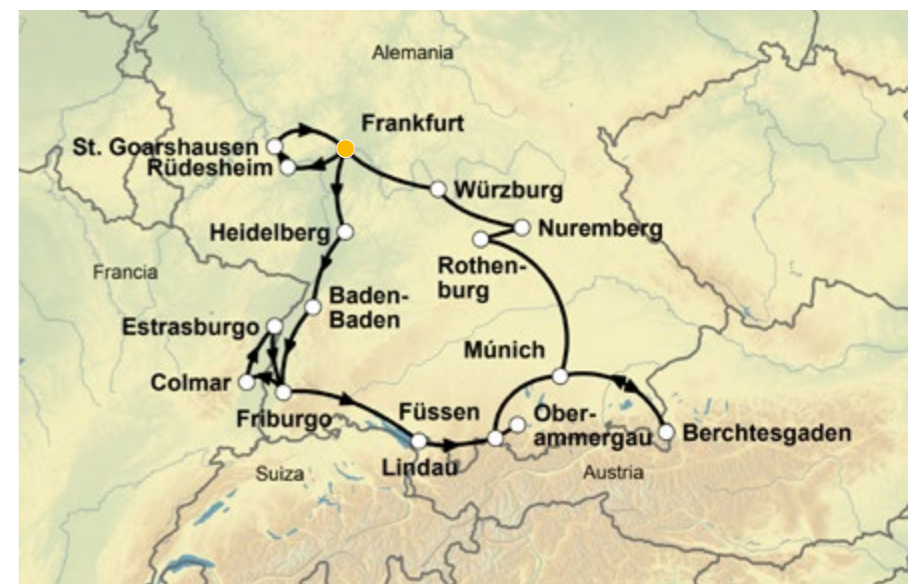 Alemania
Frankfurt
St. Goarshausen
Rüdesheim
Würzburg
Nuremberg
Heidelberg
Rothen-
burg
Francia
Baden-
Baden
Estrasburgo
Múnich
Colmar
Friburgo
Füssen
Ober-
ammergau
Berchtesgaden
Lindau
Suiza
Austria